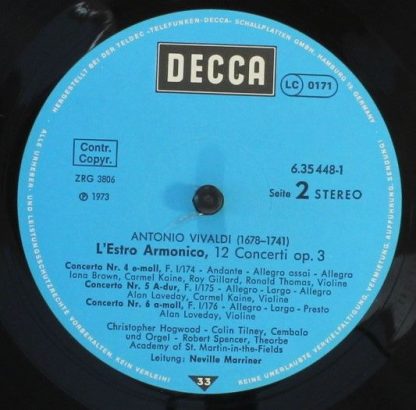 HERGESTELLT BEI DER TELDEC »TELEFUNKEN-DECCA« SCHALLPLATTEN GMBH, HAMBURG 19 GERMANY
DECCA
LC 0171
Contr.
Copyr.
ZRG 3806
Ⓟ 1973
6.35 448-1
Seite 2 STEREO
ANTONIO VIVALDI (1678-1741)
L'Estro Armonico, 12 Concerti op. 3
Concerto Nr. 4 e-moll, F. I/174 - Andante - Allegro assai - Allegro
Iona Brown, Carmel Kaine, Roy Gillard, Ronald Thomas, Violine
Concerto Nr. 5 A-dur, F. I/175 - Allegro - Largo - Allegro
Alan Loveday, Carmel Kaine, Violine
Concerto Nr. 6 a-moll, F. I/176 - Allegro - Largo - Presto
Alan Loveday, Violine
Christopher Hogwood - Colin Tilney, Cembalo
und Orgel - Robert Spencer, Thearbe
Academy of St. Martin-in-the-Fields
Leitung: Neville Marriner
33
ALLE URHEBER- UND LEISTUNGSSCHUTZRECHTE VORBEHALTEN
KEIN VERLEIH!
KEINE UNERLAUBTE VERVIELFÄLTIGUNG, VERMIETUNG, AUFFÜHRUNG, SENDUNG!